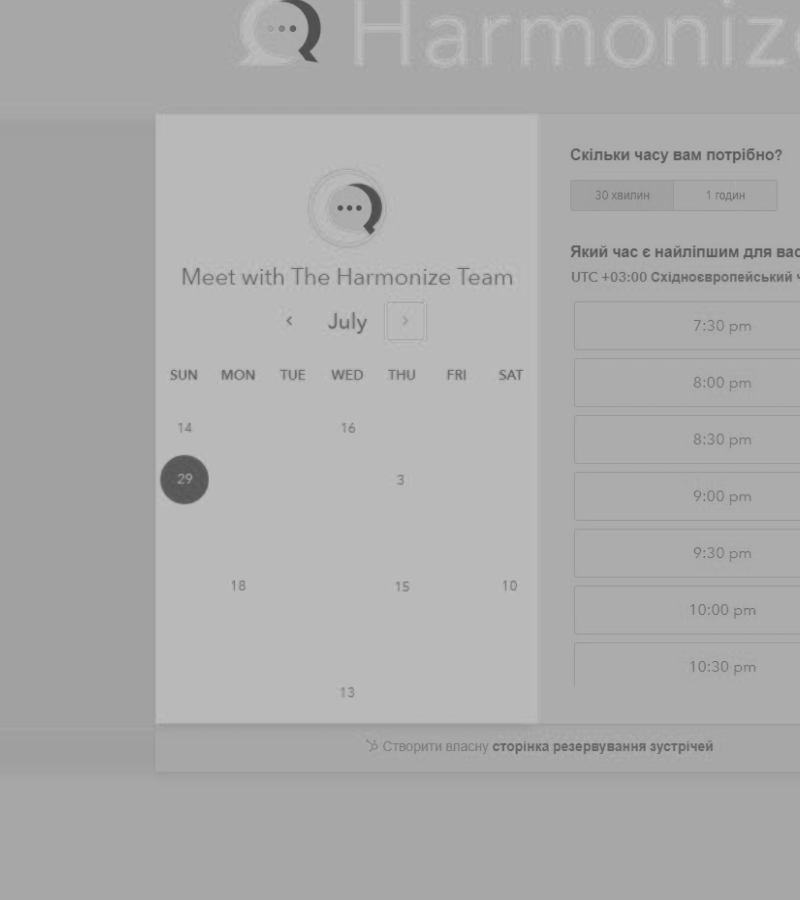 Harmonize
Meet with The Harmonize Team
July
SUN MON TUE WED THU FRI SAT
14 16
29 3
18 15 10
13
Скільки часу вам потрібно?
30 хвилин 1 годин
Який час є найліпшим для вас
UTC +03:00 Східноєвропейський ч
7:30 pm
8:00 pm
8:30 pm
9:00 pm
9:30 pm
10:00 pm
10:30 pm
Створити власну сторінка резервування зустрічей